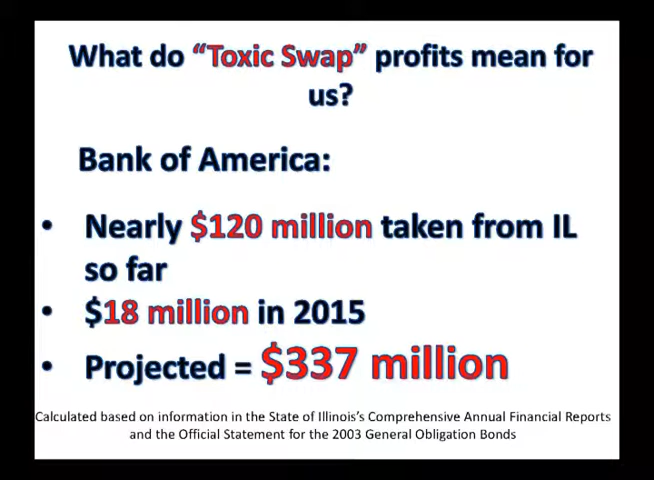 What do “Toxic Swap” profits mean for
us?
Bank of America:
• Nearly $120 million taken from IL
so far
• $18 million in 2015
• Projected = $337 million
Calculated based on information in the State of Illinois’s Comprehensive Annual Financial Reports
and the Official Statement for the 2003 General Obligation Bonds